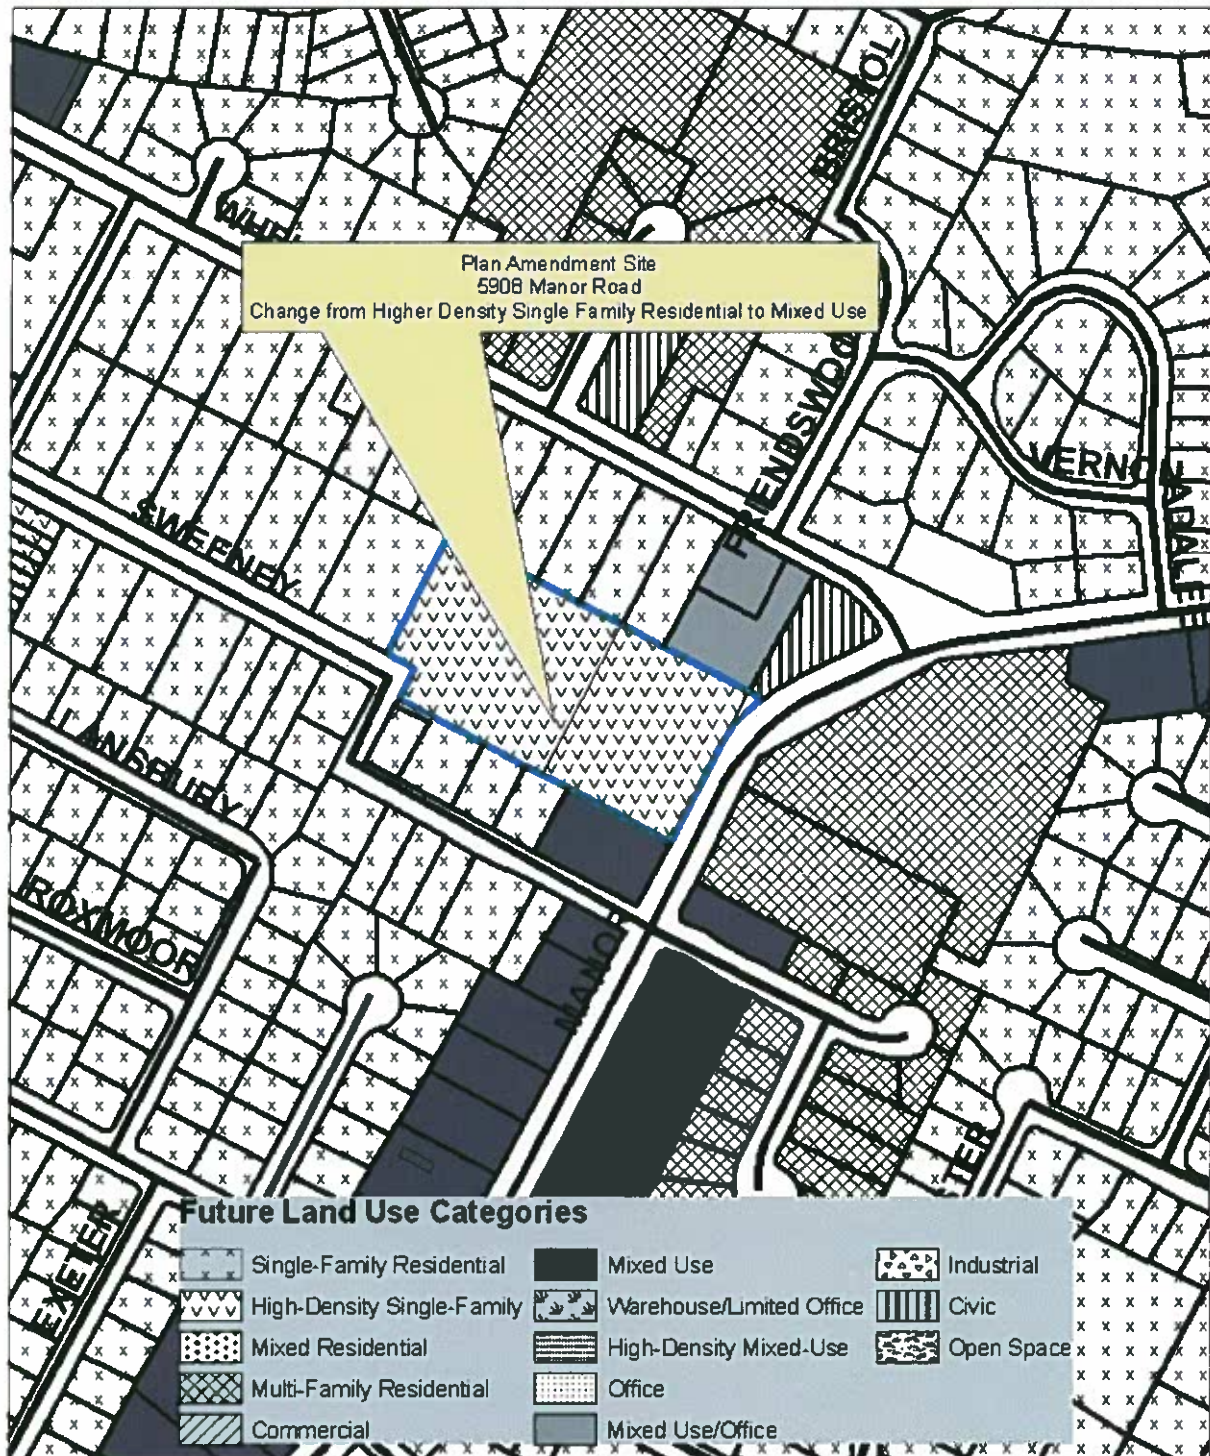 BRISTOL
Plan Amendment Site
5908 Manor Road
Change from Higher Density Single Family Residential to Mixed Use
VERNON
SWEENEY
ANSBURY
ROXMOOR
EXETER
Future Land Use Categories
Single-Family Residential
High-Density Single-Family
Mixed Residential
Multi-Family Residential
Commercial
Mixed Use
Warehouse/Limited Office
High-Density Mixed-Use
Office
Mixed Use/Office
Industrial
Civic
Open Space